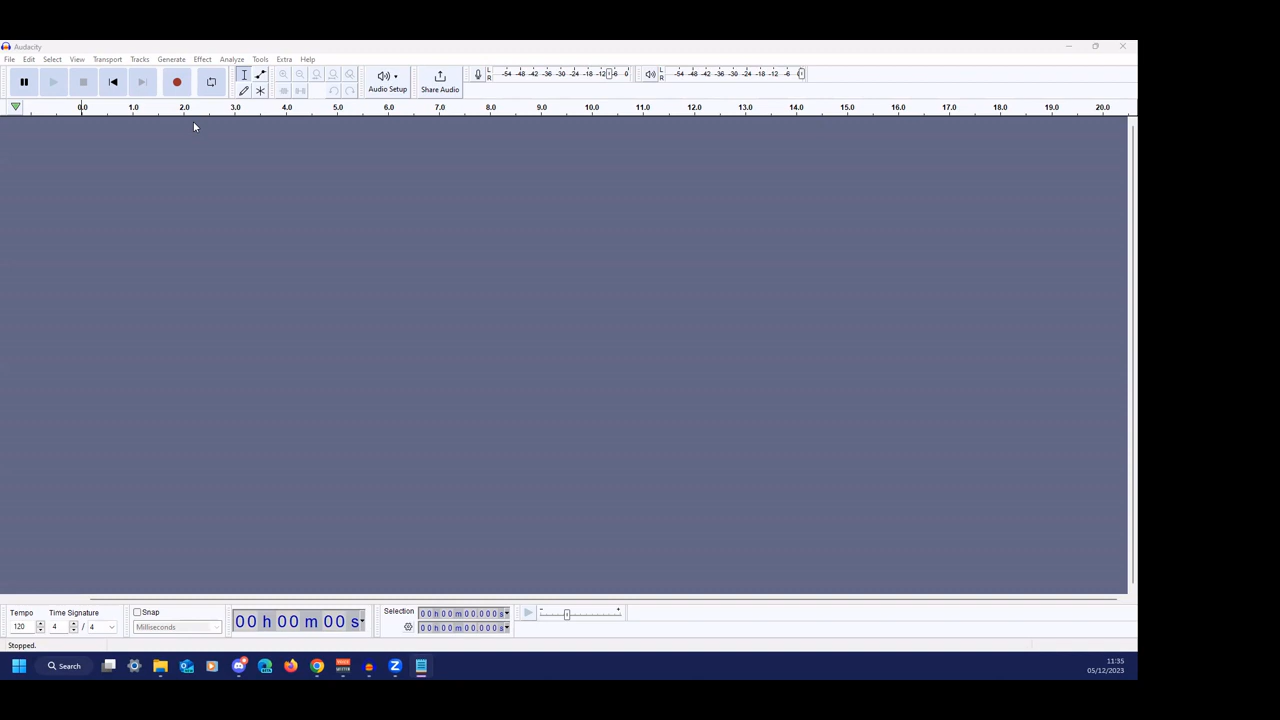 Audacity
File Edit Select View Transport Tracks Generate Effect Analyze Tools Extra Help
Audio Setup
Share Audio
L R -54 -48 -42 -36 -30 -24 -18 -12 -6 0
L R -54 -48 -42 -36 -30 -24 -18 -12 -6
0.0 1.0 2.0 3.0 4.0 5.0 6.0 7.0 8.0 9.0 10.0 11.0 12.0 13.0 14.0 15.0 16.0 17.0 18.0 19.0 20.0
Tempo
120
Time Signature
4 / 4
Snap
Milliseconds
00 h 00 m 00 s
Selection
00 h 00 m 00.000 s
00 h 00 m 00.000 s
- +
Stopped.
Search
11:35
05/12/2023